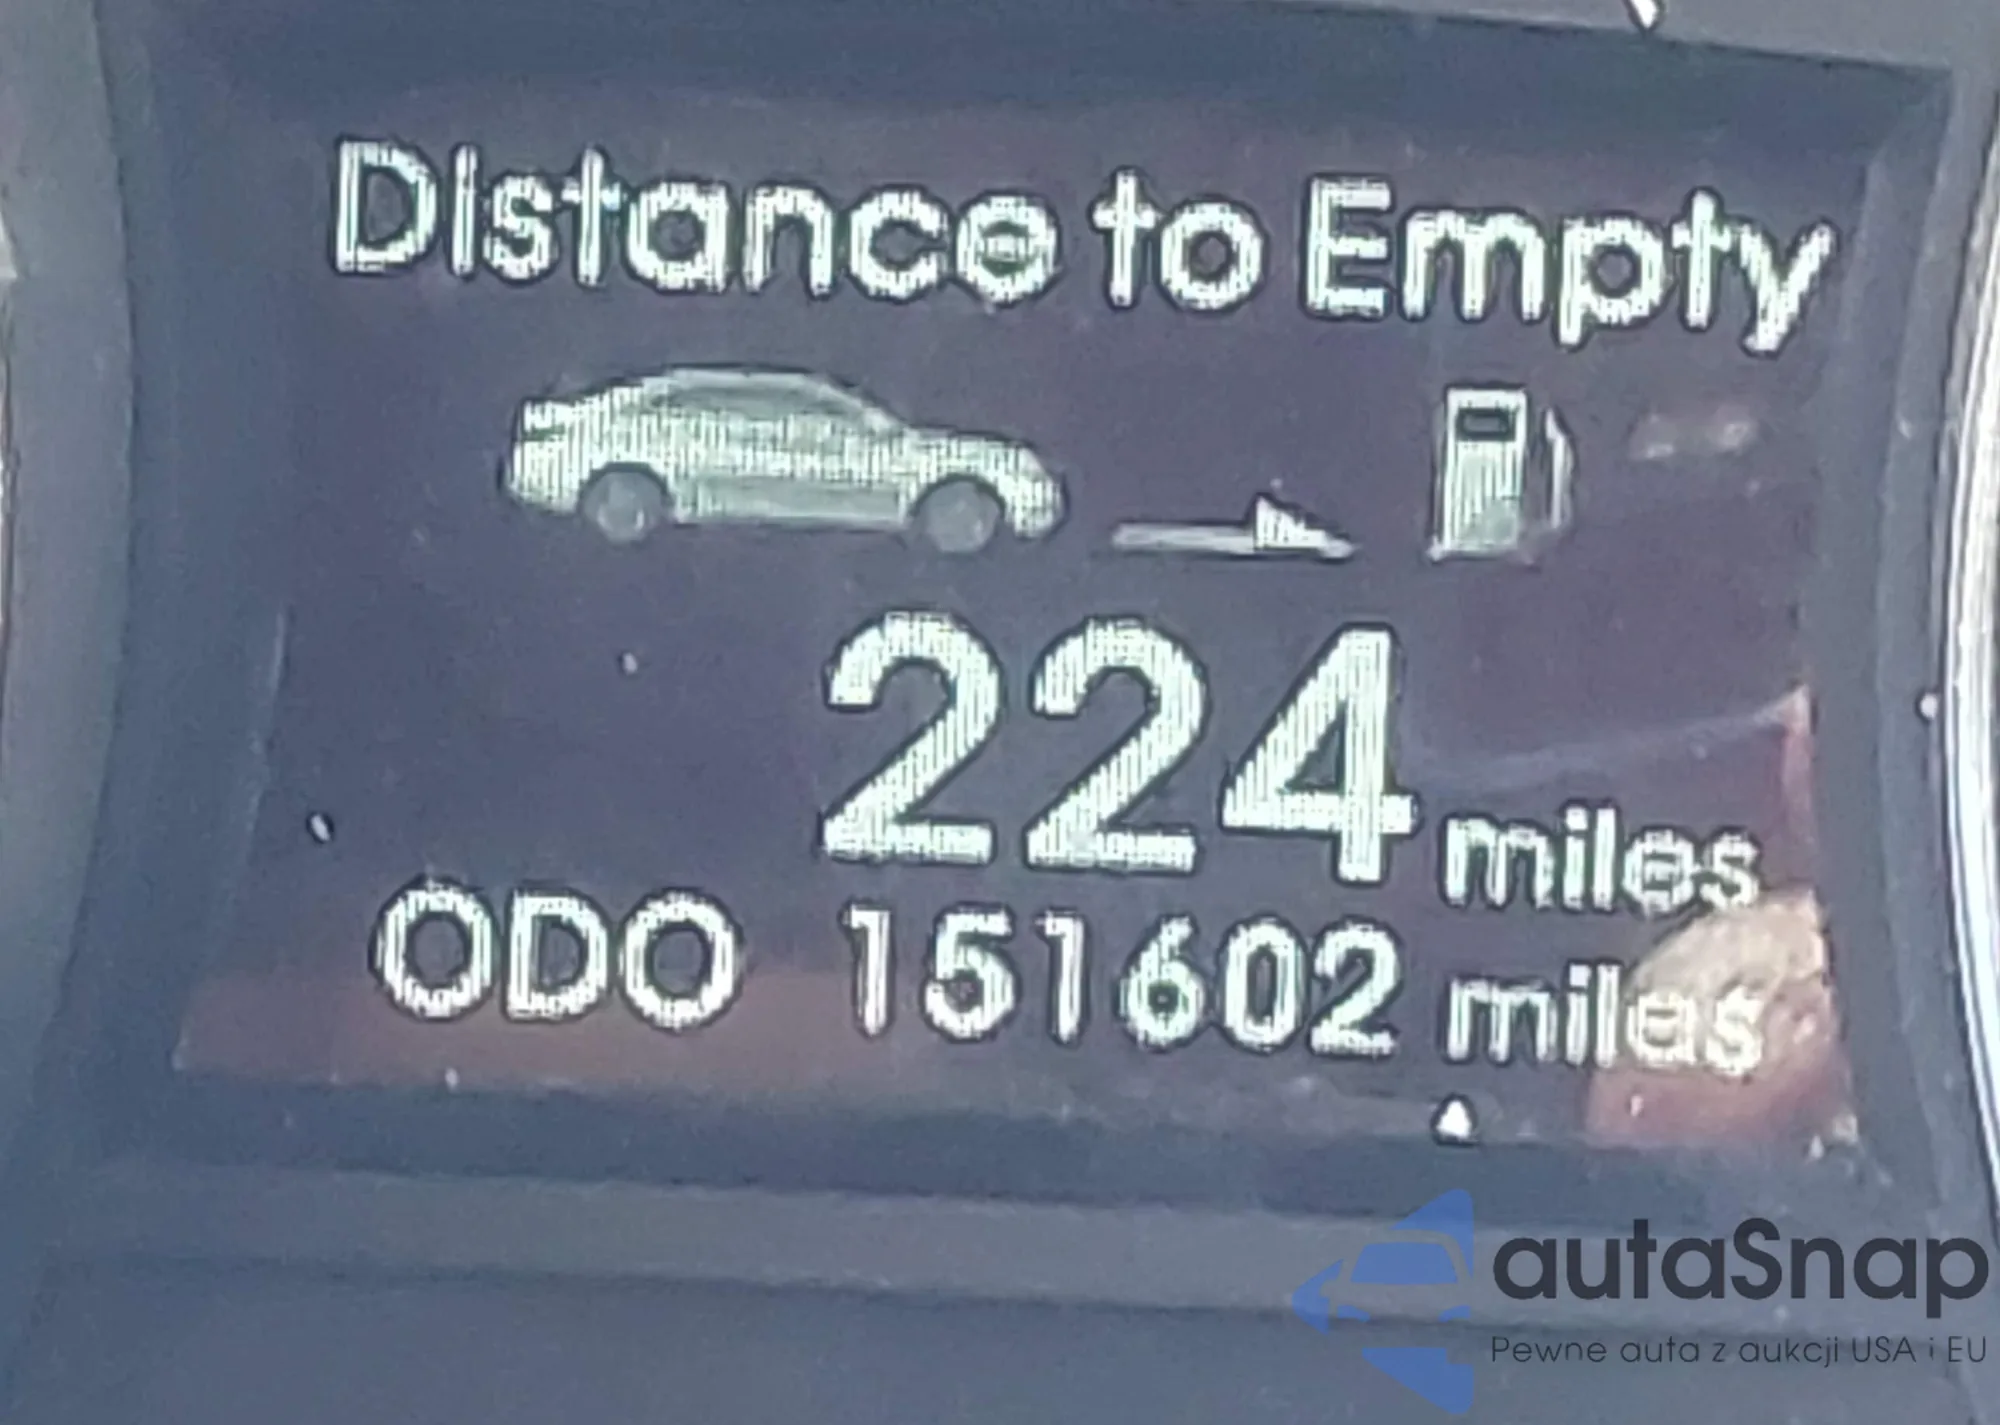 Distance to Empty
224 miles
ODO 151602 miles
autaSnap
Pewne auta z aukcji USA i EU